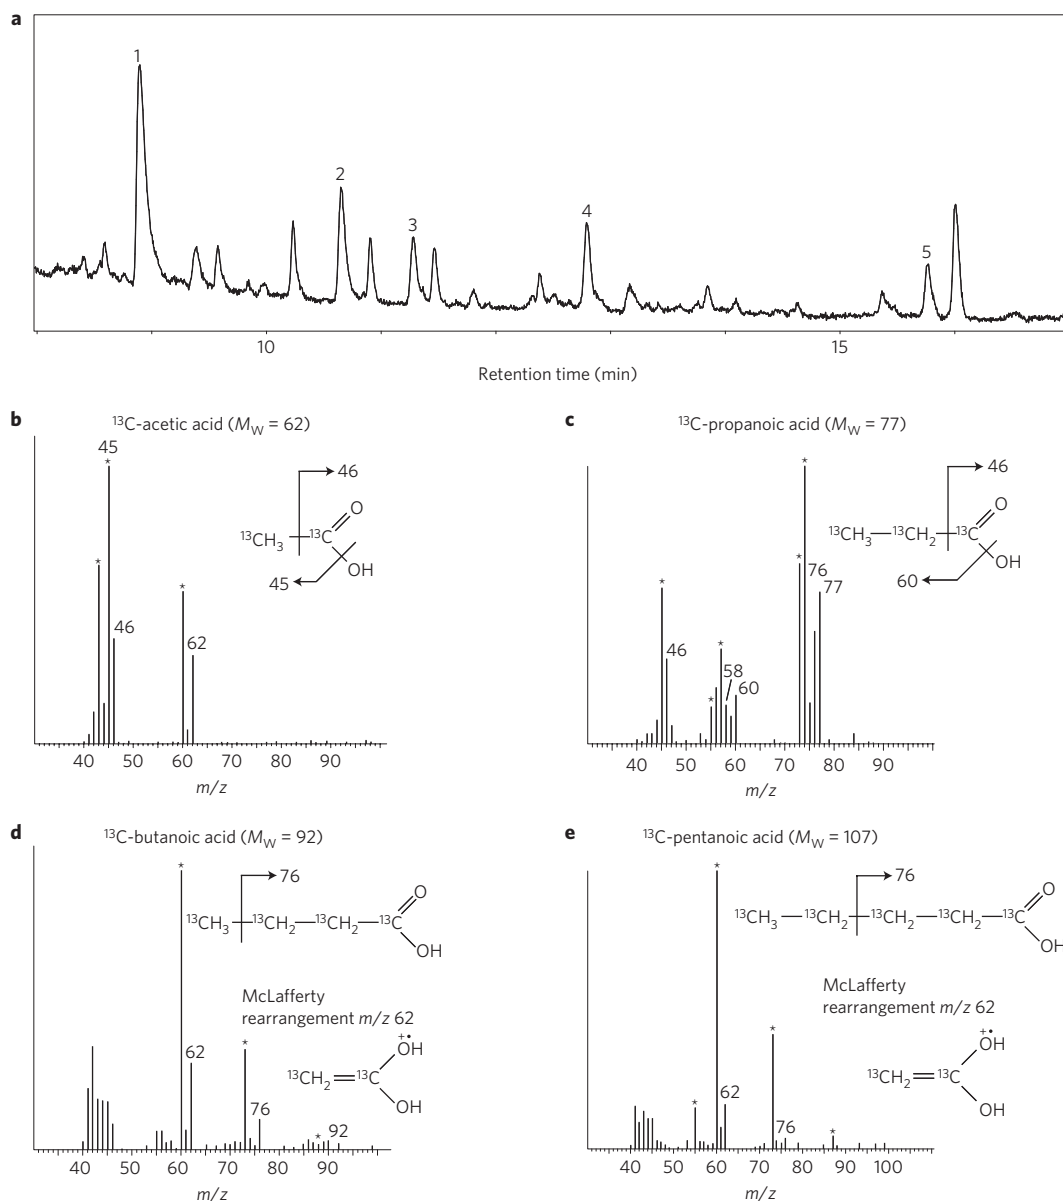 a
1
2
3
4
5
10
15
Retention time (min)
b
¹³C-acetic acid (M_W = 62)
45
*
*
46
*
62
46
O
¹³CH₃
¹³C
OH
45
40 50 60 70 80 90
m/z
c
¹³C-propanoic acid (M_W = 77)
*
*
76
77
*
46
*
58
*
60
46
O
¹³CH₃
¹³CH₂
¹³C
OH
60
40 50 60 70 80 90
m/z
d
¹³C-butanoic acid (M_W = 92)
*
76
O
¹³CH₃
¹³CH₂
¹³CH₂
¹³C
OH
McLafferty
rearrangement m/z 62
+•
OH
¹³CH₂
¹³C
OH
62
*
76
*
92
40 50 60 70 80 90
m/z
e
¹³C-pentanoic acid (M_W = 107)
*
76
O
¹³CH₃
¹³CH₂
¹³CH₂
¹³CH₂
¹³C
OH
McLafferty
rearrangement m/z 62
+•
OH
¹³CH₂
¹³C
OH
*
62
*
76
*
40 50 60 70 80 90 100
m/z